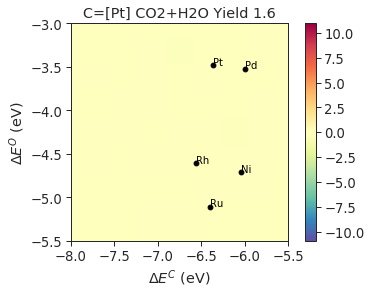 C=[Pt] CO2+H2O Yield 1.6
−3.0
−3.5
−4.0
−4.5
−5.0
−5.5
ΔE^O (eV)
Pt
Pd
Rh
Ni
Ru
−8.0 −7.5 −7.0 −6.5 −6.0 −5.5
ΔE^C (eV)
10.0
7.5
5.0
2.5
0.0
−2.5
−5.0
−7.5
−10.0